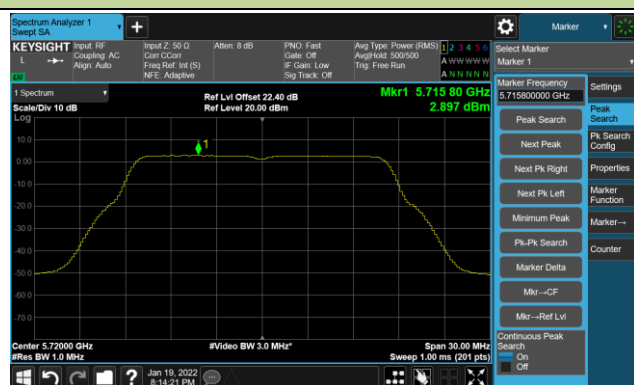 Spectrum Analyzer 1
Swept SA
Marker
KEYSIGHT
L
LM
Input: RF
Coupling: AC
Align: Auto
Input Z: 50 Ω
Corr CCorr
Freq Ref: Int (S)
NFE: Adaptive
Atten: 8 dB
PNO: Fast
Gate: Off
IF Gain: Low
Sig Track: Off
Avg Type: Power (RMS)
Avg|Hold: 500/500
Trig: Free Run
1 2 3 4 5 6
A W W W W W
A N N N N N
Select Marker
Marker 1
1 Spectrum
Scale/Div 10 dB
Log
Ref Lvl Offset 22.40 dB
Ref Level 20.00 dBm
Mkr1 5.715 80 GHz
2.897 dBm
1
10.0
0.00
-10.0
-20.0
-30.0
-40.0
-50.0
-60.0
-70.0
Center 5.72000 GHz
#Res BW 1.0 MHz
#Video BW 3.0 MHz*
Span 30.00 MHz
Sweep 1.00 ms (201 pts)
Marker Frequency
5.715800000 GHz
Peak Search
Next Peak
Next Pk Right
Next Pk Left
Minimum Peak
Pk-Pk Search
Marker Delta
Mkr→CF
Mkr→Ref Lvl
Continuous Peak
Search
On
Off
Settings
Peak
Search
Pk Search
Config
Properties
Marker
Function
Marker→
Counter
?
Jan 19, 2022
8:14:21 PM